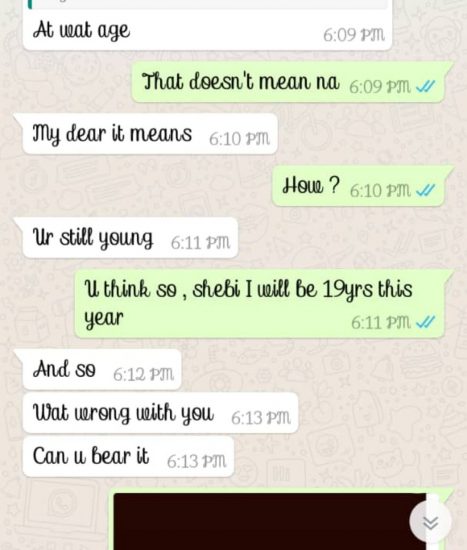 At wat age 6:09 PM
That doesn't mean na 6:09 PM
My dear it means 6:10 PM
How ? 6:10 PM
Ur still young 6:11 PM
U think so , shebi I will be 19yrs this
year 6:11 PM
And so 6:12 PM
Wat wrong with you 6:13 PM
Can u bear it 6:13 PM